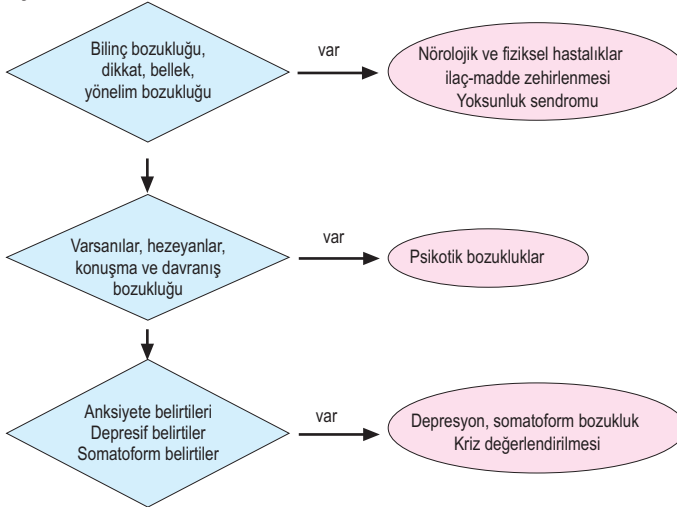 Bilinç bozukluğu,
dikkat, bellek,
yönelim bozukluğu
var
Nörolojik ve fiziksel hastalıklar
ilaç-madde zehirlenmesi
Yoksunluk sendromu
Varsanılar, hezeyanlar,
konuşma ve davranış
bozukluğu
var
Psikotik bozukluklar
Anksiyete belirtileri
Depresif belirtiler
Somatoform belirtiler
var
Depresyon, somatoform bozukluk
Kriz değerlendirilmesi